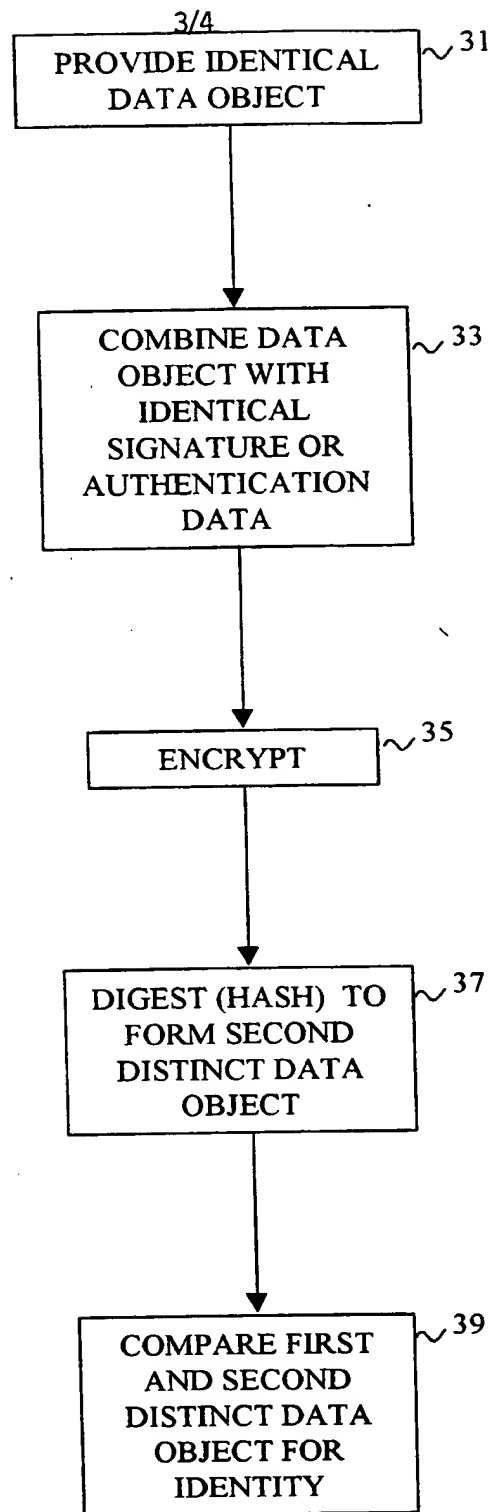 3/4
PROVIDE IDENTICAL
DATA OBJECT
31
COMBINE DATA
OBJECT WITH
IDENTICAL
SIGNATURE OR
AUTHENTICATION
DATA
33
ENCRYPT
35
DIGEST (HASH) TO
FORM SECOND
DISTINCT DATA
OBJECT
37
COMPARE FIRST
AND SECOND
DISTINCT DATA
OBJECT FOR
IDENTITY
39